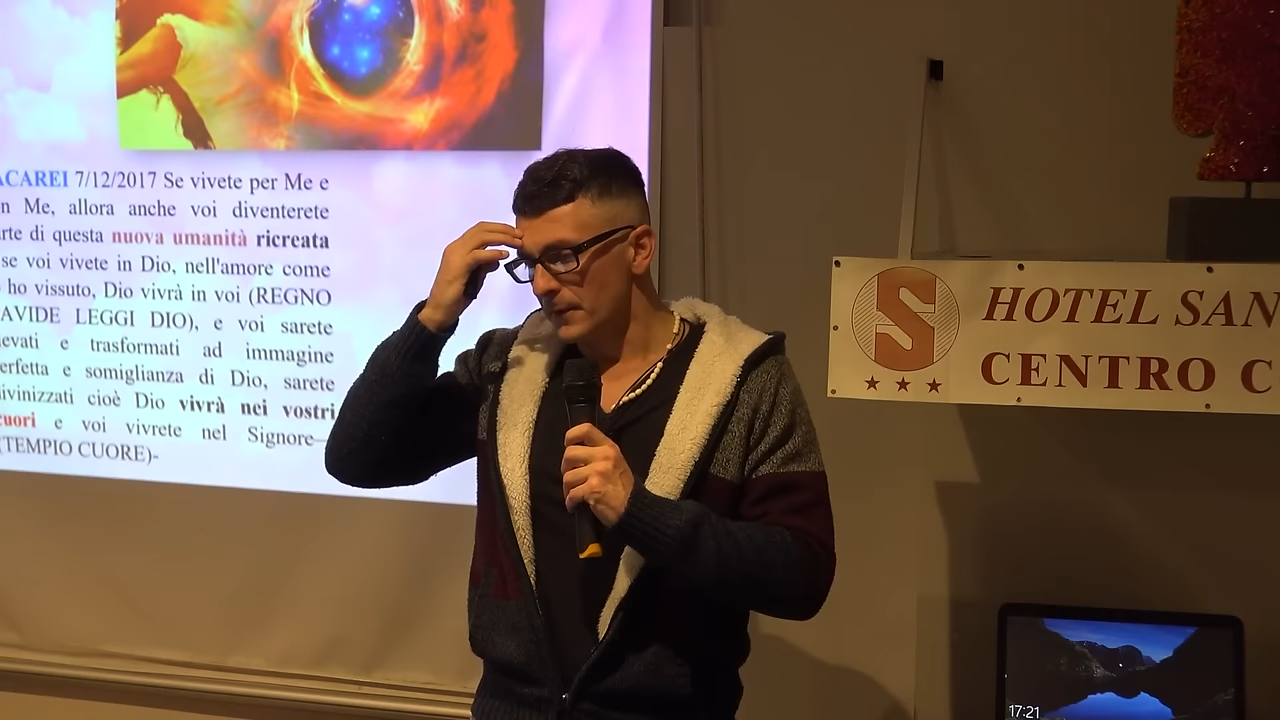 ACAREI 7/12/2017 Se vivete per Me e
n Me, allora anche voi diventerete
rte di questa nuova umanità ricreata
se voi vivete in Dio, nell'amore come
ho vissuto, Dio vivrà in voi (REGNO
AVIDE LEGGI DIO), e voi sarete
levati e trasformati ad immagine
erfetta e somiglianza di Dio, sarete
ivinizzati cioè Dio vivrà nei vostri
cuori e voi vivrete nel Signore—
(TEMPIO CUORE)-
S
HOTEL SAN
CENTRO C
17:21